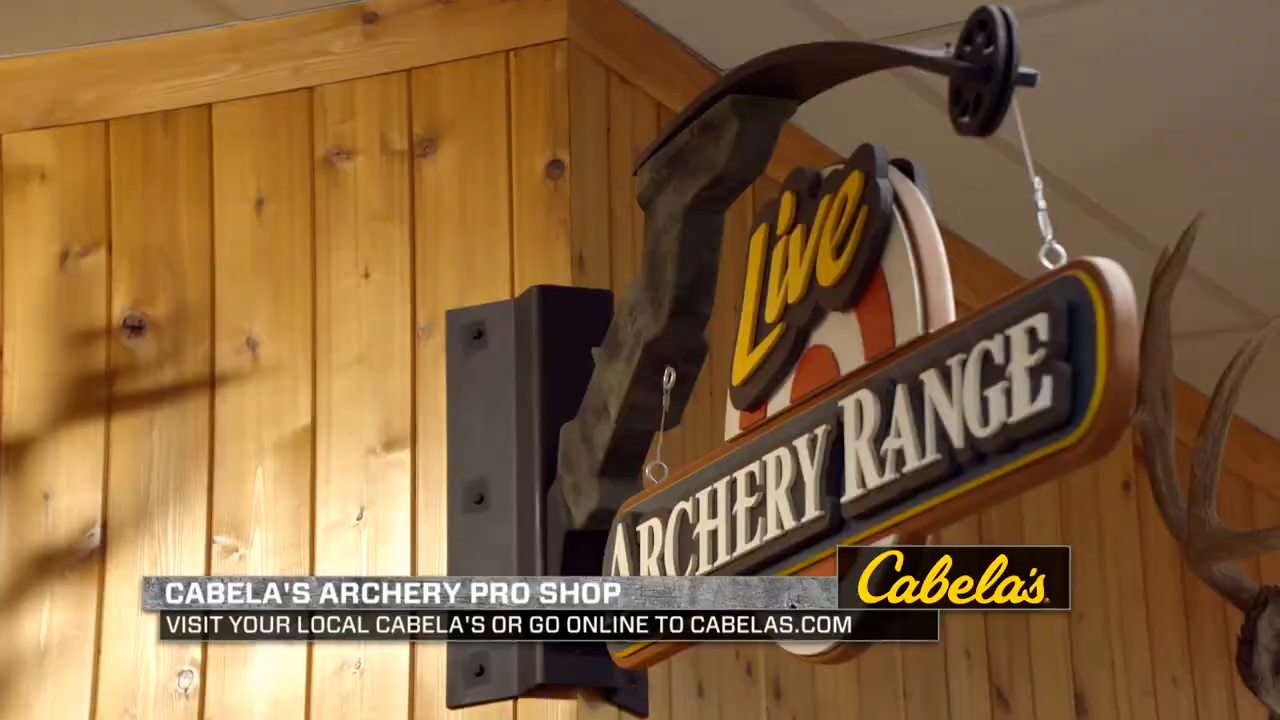 Live
ARCHERY RANGE
CABELA'S ARCHERY PRO SHOP
Cabela's
VISIT YOUR LOCAL CABELA'S OR GO ONLINE TO CABELAS.COM